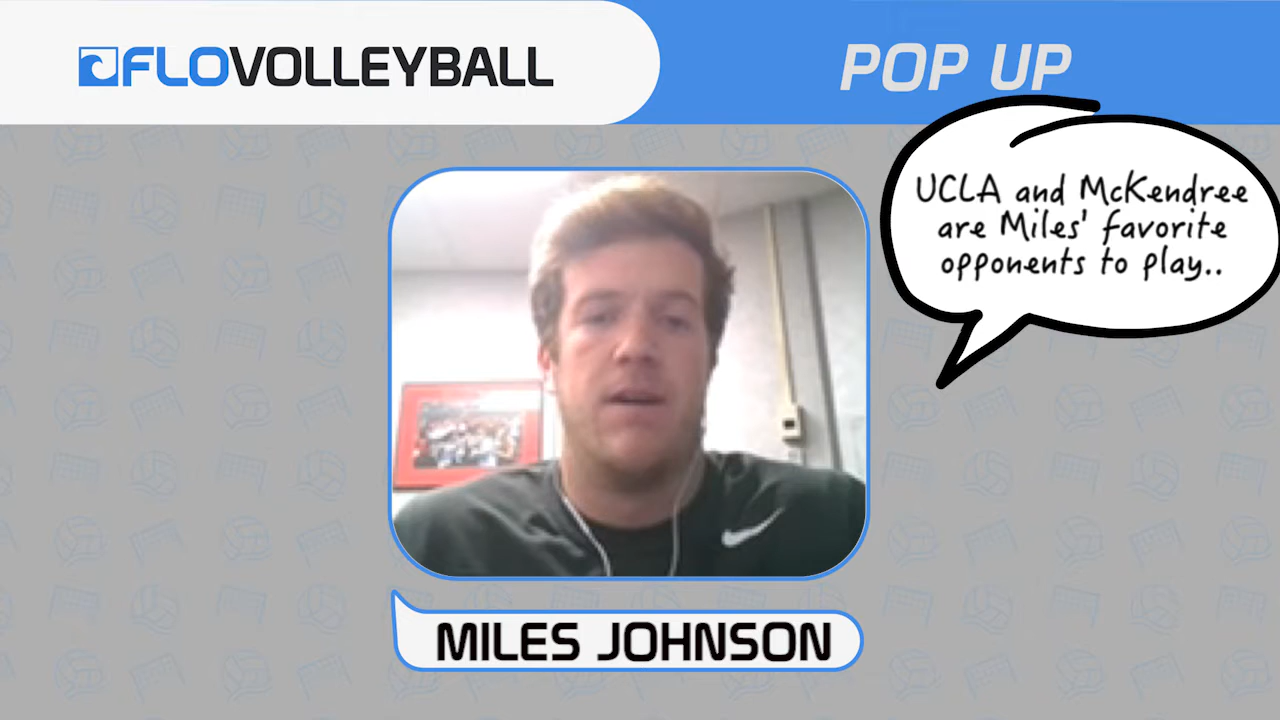 FLOVOLLEYBALL
POP UP
UCLA and McKendree
are Miles' favorite
opponents to play..
MILES JOHNSON